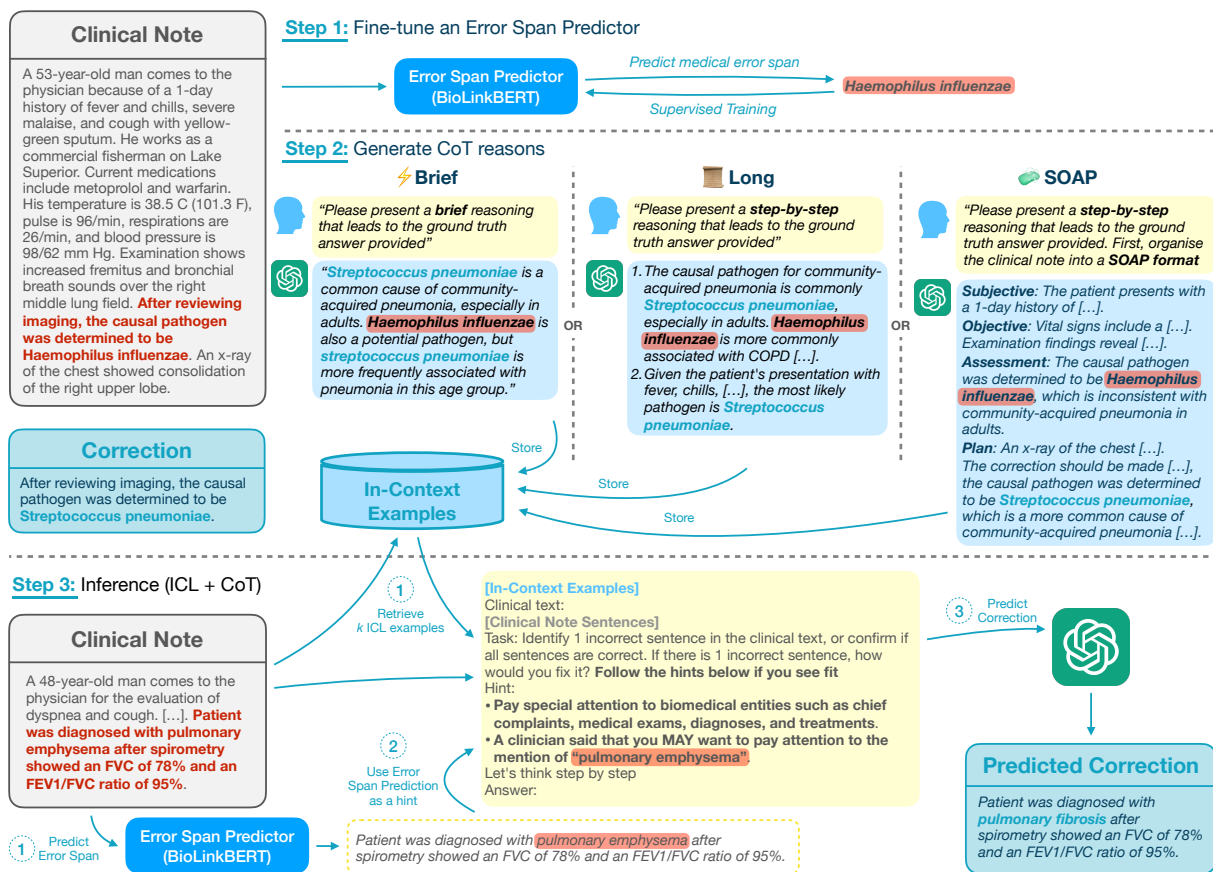 Clinical Note
A 53-year-old man comes to the
physician because of a 1-day
history of fever and chills, severe
malaise, and cough with yellow-
green sputum. He works as a
commercial fisherman on Lake
Superior. Current medications
include metoprolol and warfarin.
His temperature is 38.5 C (101.3 F),
pulse is 96/min, respirations are
26/min, and blood pressure is
98/62 mm Hg. Examination shows
increased fremitus and bronchial
breath sounds over the right
middle lung field. After reviewing
imaging, the causal pathogen
was determined to be
Haemophilus influenzae. An x-ray
of the chest showed consolidation
of the right upper lobe.
Correction
After reviewing imaging, the causal
pathogen was determined to be
Streptococcus pneumoniae.
Step 1: Fine-tune an Error Span Predictor
Error Span Predictor
(BioLinkBERT)
Predict medical error span
Supervised Training
Haemophilus influenzae
Step 2: Generate CoT reasons
Brief
"Please present a brief reasoning
that leads to the ground truth
answer provided"
"Streptococcus pneumoniae is a
common cause of community-
acquired pneumonia, especially in
adults. Haemophilus influenzae is
also a potential pathogen, but
streptococcus pneumoniae is
more frequently associated with
pneumonia in this age group."
OR
Long
"Please present a step-by-step
reasoning that leads to the ground
truth answer provided"
1. The causal pathogen for community-
acquired pneumonia is commonly
Streptococcus pneumoniae,
especially in adults. Haemophilus
influenzae is more commonly
associated with COPD [...].
2. Given the patient's presentation with
fever, chills, [...], the most likely
pathogen is Streptococcus
pneumoniae.
OR
SOAP
"Please present a step-by-step
reasoning that leads to the ground
truth answer provided. First, organise
the clinical note into a SOAP format
Subjective: The patient presents with
a 1-day history of [...].
Objective: Vital signs include a [...].
Examination findings reveal [...].
Assessment: The causal pathogen
was determined to be Haemophilus
influenzae, which is inconsistent with
community-acquired pneumonia in
adults.
Plan: An x-ray of the chest [...].
The correction should be made [...],
the causal pathogen was determined
to be Streptococcus pneumoniae,
which is a more common cause of
community-acquired pneumonia [...].
Store
Store
Store
In-Context
Examples
Step 3: Inference (ICL + CoT)
Clinical Note
A 48-year-old man comes to the
physician for the evaluation of
dyspnea and cough. [...]. Patient
was diagnosed with pulmonary
emphysema after spirometry
showed an FVC of 78% and an
FEV1/FVC ratio of 95%.
1
Retrieve
k ICL examples
1
Predict
Error Span
Error Span Predictor
(BioLinkBERT)
Patient was diagnosed with pulmonary emphysema after
spirometry showed an FVC of 78% and an FEV1/FVC ratio of 95%.
2
Use Error
Span Prediction
as a hint
[In-Context Examples]
Clinical text:
[Clinical Note Sentences]
Task: Identify 1 incorrect sentence in the clinical text, or confirm if
all sentences are correct. If there is 1 incorrect sentence, how
would you fix it? Follow the hints below if you see fit
Hint:
• Pay special attention to biomedical entities such as chief
complaints, medical exams, diagnoses, and treatments.
• A clinician said that you MAY want to pay attention to the
mention of "pulmonary emphysema".
Let's think step by step
Answer:
3
Predict
Correction
Predicted Correction
Patient was diagnosed with
pulmonary fibrosis after
spirometry showed an FVC of 78%
and an FEV1/FVC ratio of 95%.